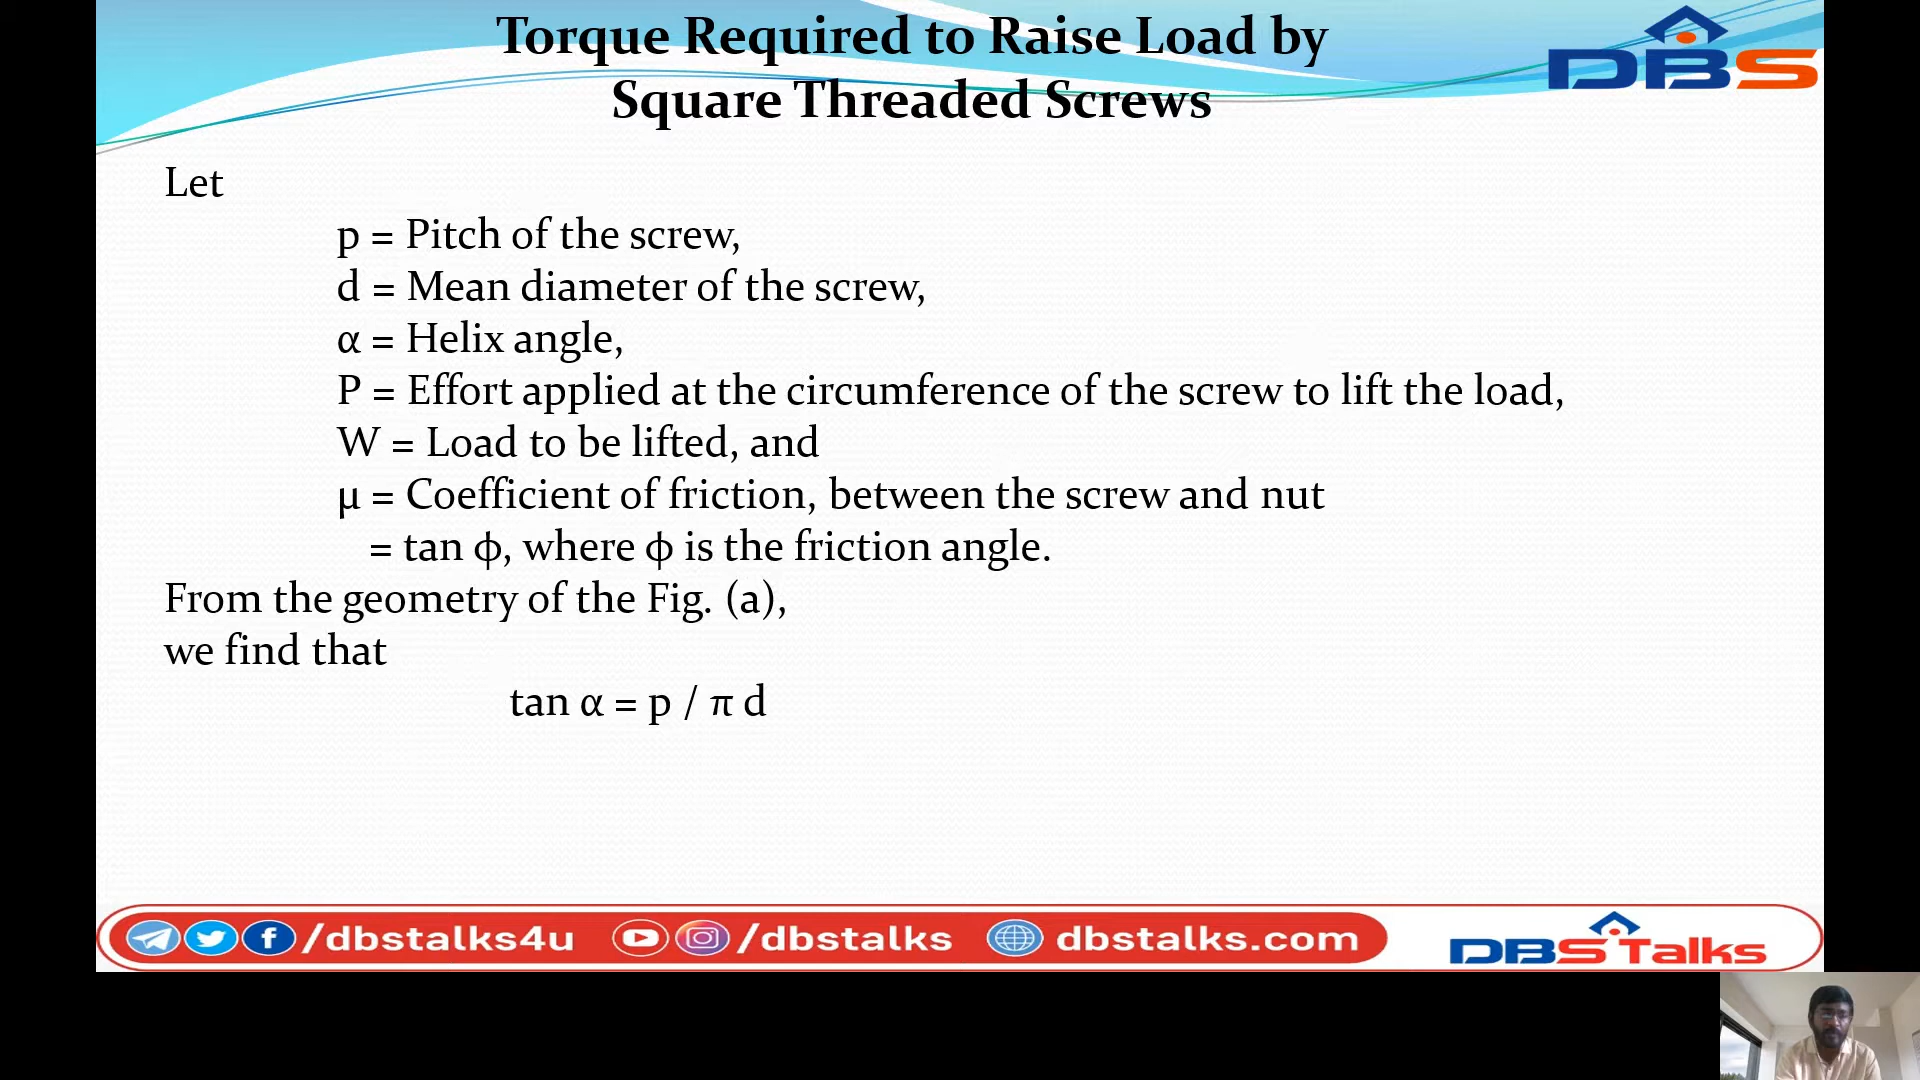 Torque Required to Raise Load by
Square Threaded Screws
DBS
Let
p = Pitch of the screw,
d = Mean diameter of the screw,
α = Helix angle,
P = Effort applied at the circumference of the screw to lift the load,
W = Load to be lifted, and
μ = Coefficient of friction, between the screw and nut
= tan ϕ, where ϕ is the friction angle.
From the geometry of the Fig. (a),
we find that
tan α = p / π d
/dbstalks4u /dbstalks dbstalks.com
DBS Talks